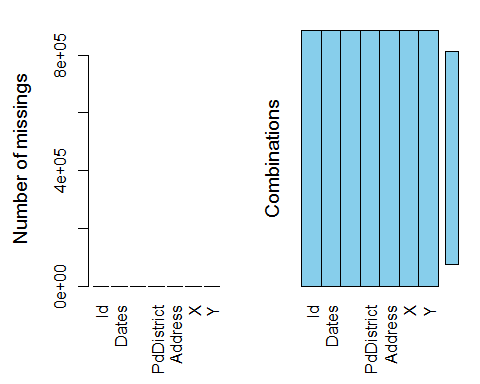 Number of missings
8e+05
4e+05
0e+00
Id
Dates
PdDistrict
Address
X
Y
Combinations
Id
Dates
PdDistrict
Address
X
Y